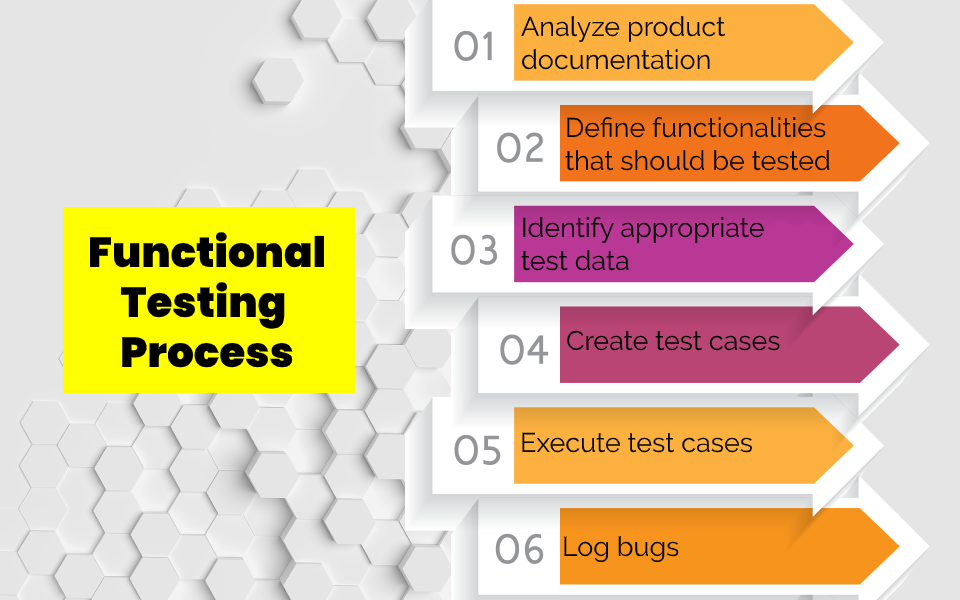 Functional
Testing
Process
01
Analyze product
documentation
02
Define functionalities
that should be tested
03
Identify appropriate
test data
04
Create test cases
05
Execute test cases
06
Log bugs